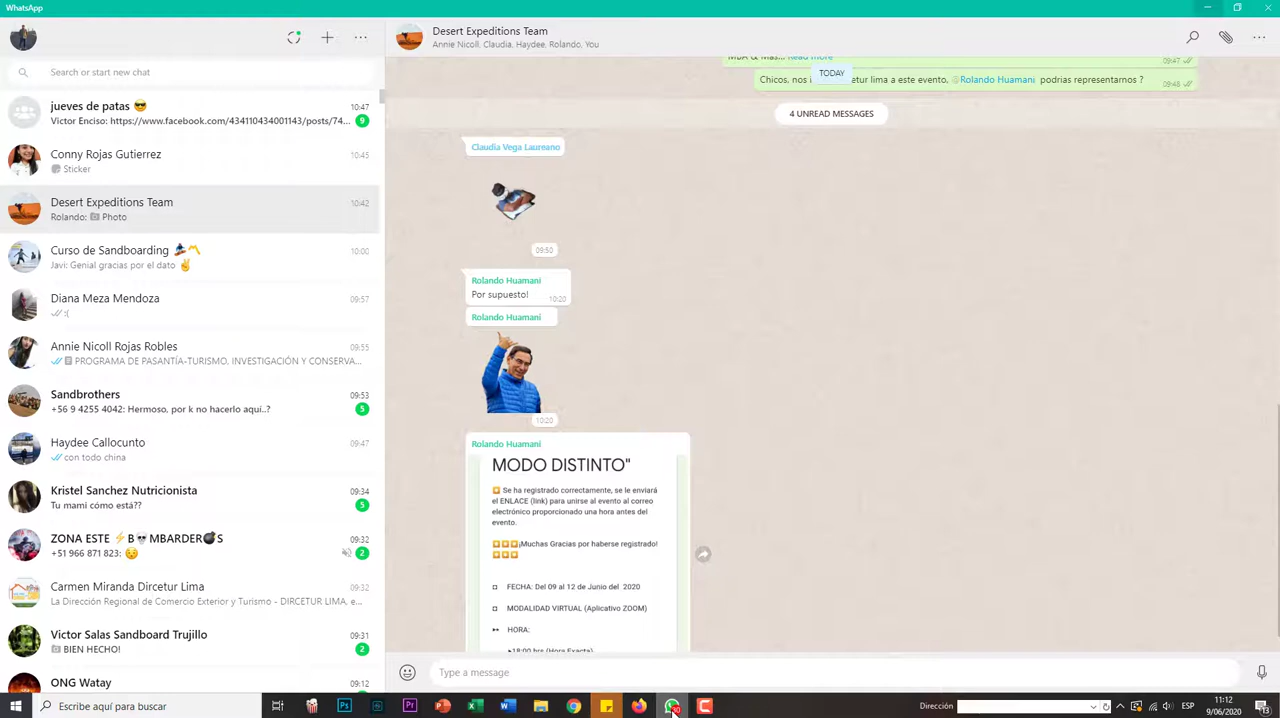 WhatsApp
Search or start new chat
jueves de patas 😎 10:47
Victor Enciso: https://www.facebook.com/434110434001143/posts/74... 9
Conny Rojas Gutierrez 10:45
Sticker
Desert Expeditions Team 10:42
Rolando: Photo
Curso de Sandboarding 10:00
Javi: Genial gracias por el dato ✌
Diana Meza Mendoza 09:57
:(
Annie Nicoll Rojas Robles 09:55
PROGRAMA DE PASANTÍA-TURISMO, INVESTIGACIÓN Y CONSERVA...
Sandbrothers 09:53
+56 9 4255 4042: Hermoso, por k no hacerlo aquí..? 5
Haydee Callocunto 09:47
con todo china
Kristel Sanchez Nutricionista 09:34
Tu mami cómo está?? 5
ZONA ESTE ⚡B💀MBARDER💣S 09:32
+51 966 871 823: 😚 2
Carmen Miranda Dircetur Lima 09:32
La Dirección Regional de Comercio Exterior y Turismo - DIRCETUR LIMA, e...
Victor Salas Sandboard Trujillo 09:31
BIEN HECHO! 2
ONG Watay 09:12
Desert Expeditions Team
Annie Nicoll, Claudia, Haydee, Rolando, You
MBA & Mas... Read more 09:47
TODAY
Chicos, nos etur lima a este evento, @Rolando Huamani podrias representarnos ? 09:48
4 UNREAD MESSAGES
Claudia Vega Laureano
09:50
Rolando Huamani
Por supuesto! 10:20
Rolando Huamani
10:20
Rolando Huamani
MODO DISTINTO"
Se ha registrado correctamente, se le enviará
el ENLACE (link) para unirse al evento al correo
electrónico proporcionado una hora antes del
evento.
¡Muchas Gracias por haberse registrado!
FECHA: Del 09 al 12 de Junio del 2020
MODALIDAD VIRTUAL (Aplicativo ZOOM)
HORA:
18:00 hrs (Hora Exacta)
Type a message
Escribe aquí para buscar
Dirección
ESP
11:12
9/06/2020